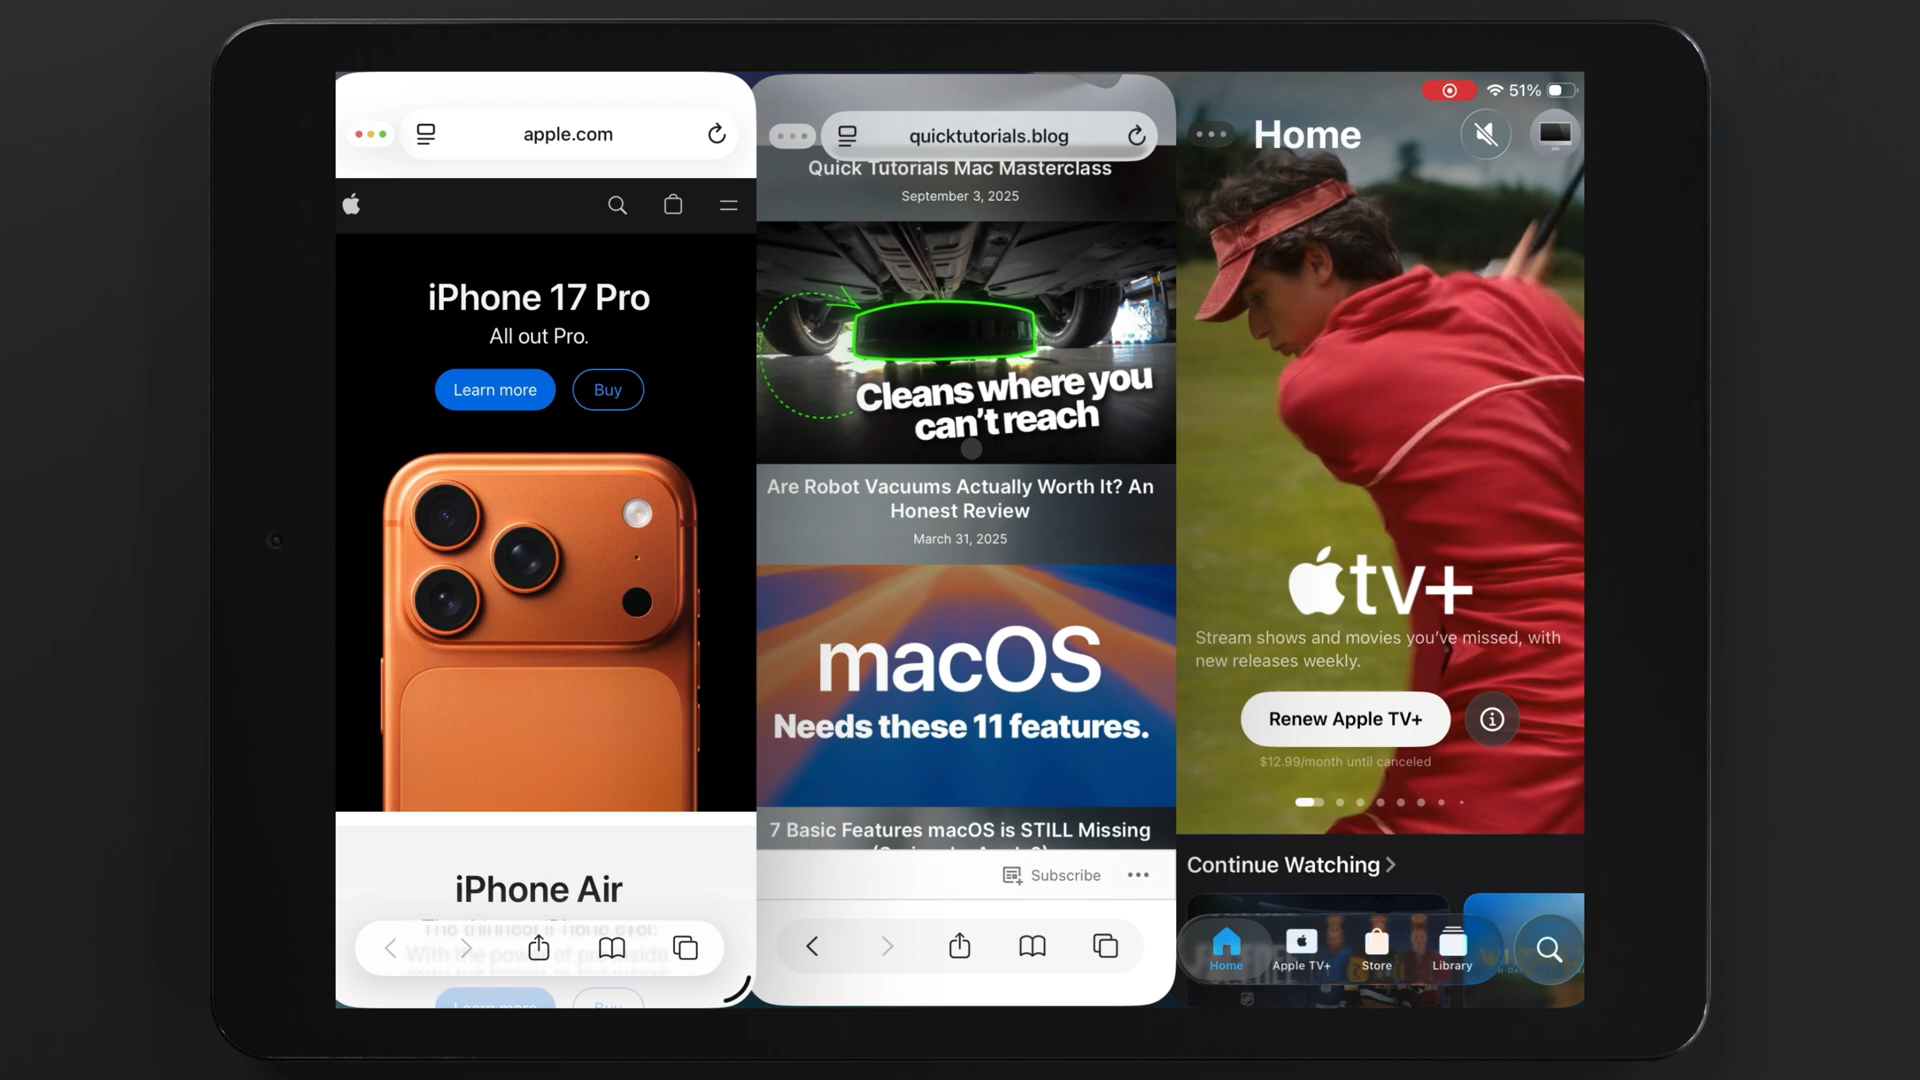 apple.com
iPhone 17 Pro
All out Pro.
Learn more
Buy
iPhone Air
Learn more
Buy
quicktutorials.blog
Quick Tutorials Mac Masterclass
September 3, 2025
Cleans where you
can't reach
Are Robot Vacuums Actually Worth It? An
Honest Review
March 31, 2025
macOS
Needs these 11 features.
7 Basic Features macOS is STILL Missing
Subscribe
51%
Home
tv+
Stream shows and movies you've missed, with
new releases weekly.
Renew Apple TV+
$12.99/month until canceled
Continue Watching
Home
Apple TV+
Store
Library